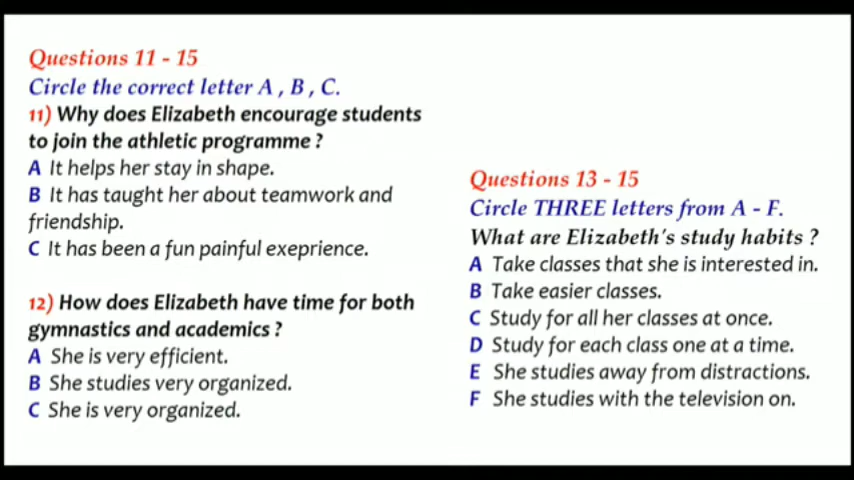 Questions 11 - 15
Circle the correct letter A , B , C.
11) Why does Elizabeth encourage students
to join the athletic programme ?
A It helps her stay in shape.
B It has taught her about teamwork and
friendship.
C It has been a fun painful exeprience.
12) How does Elizabeth have time for both
gymnastics and academics ?
A She is very efficient.
B She studies very organized.
C She is very organized.
Questions 13 - 15
Circle THREE letters from A - F.
What are Elizabeth's study habits ?
A Take classes that she is interested in.
B Take easier classes.
C Study for all her classes at once.
D Study for each class one at a time.
E She studies away from distractions.
F She studies with the television on.